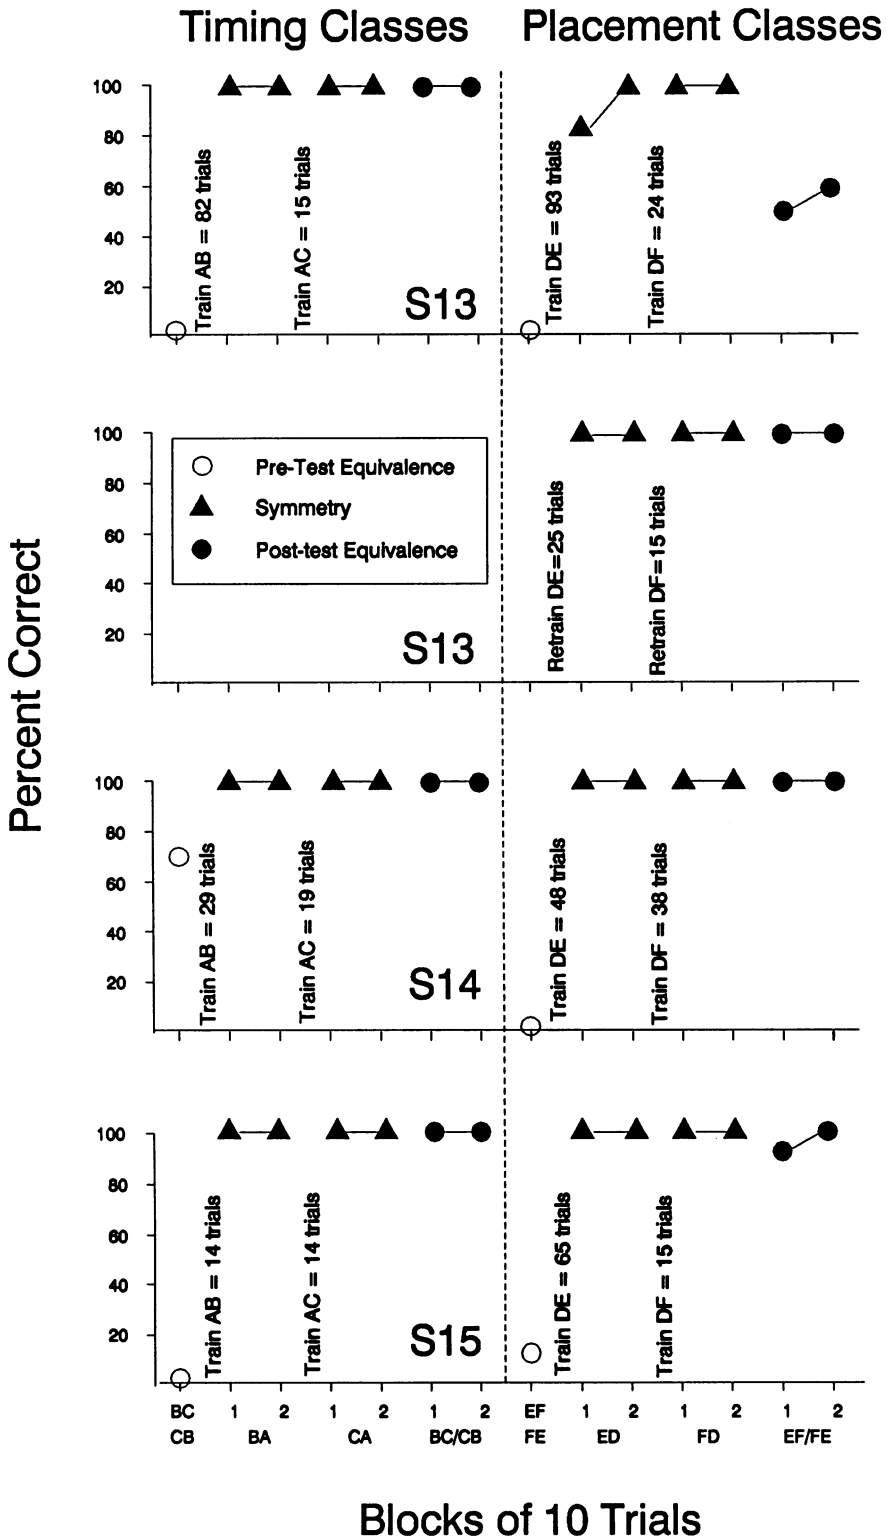 Timing Classes Placement Classes
Percent Correct
100
80
60
40
20
Train AB = 82 trials
Train AC = 15 trials
S13
Train DE = 93 trials
Train DF = 24 trials
100
80
60
40
20
Pre-Test Equivalence
Symmetry
Post-test Equivalence
S13
Retrain DE=25 trials
Retrain DF=15 trials
100
80
60
40
20
Train AB = 29 trials
Train AC = 19 trials
S14
Train DE = 48 trials
Train DF = 38 trials
100
80
60
40
20
Train AB = 14 trials
Train AC = 14 trials
S15
Train DE = 65 trials
Train DF = 15 trials
BC 1 2 1 2 1 2 EF 1 2 1 2 1 2
CB BA CA BC/CB FE ED FD EF/FE
Blocks of 10 Trials